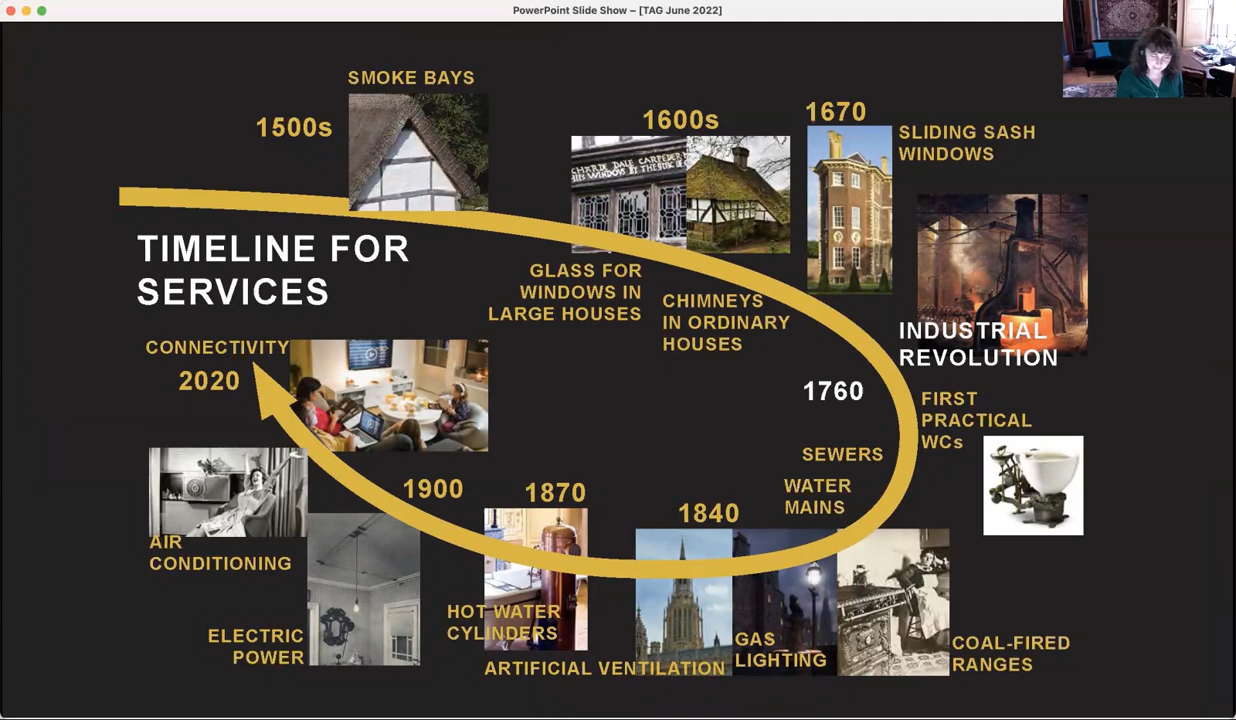 PowerPoint Slide Show – [TAG June 2022]
SMOKE BAYS
1500s
1600s
1670
SLIDING SASH
WINDOWS
TIMELINE FOR
SERVICES
GLASS FOR
WINDOWS IN
LARGE HOUSES
CHIMNEYS
IN ORDINARY
HOUSES
INDUSTRIAL
REVOLUTION
1760
FIRST
PRACTICAL
WCs
SEWERS
WATER
MAINS
CONNECTIVITY
2020
1900
1870
1840
AIR
CONDITIONING
ELECTRIC
POWER
HOT WATER
CYLINDERS
ARTIFICIAL VENTILATION
GAS
LIGHTING
COAL-FIRED
RANGES